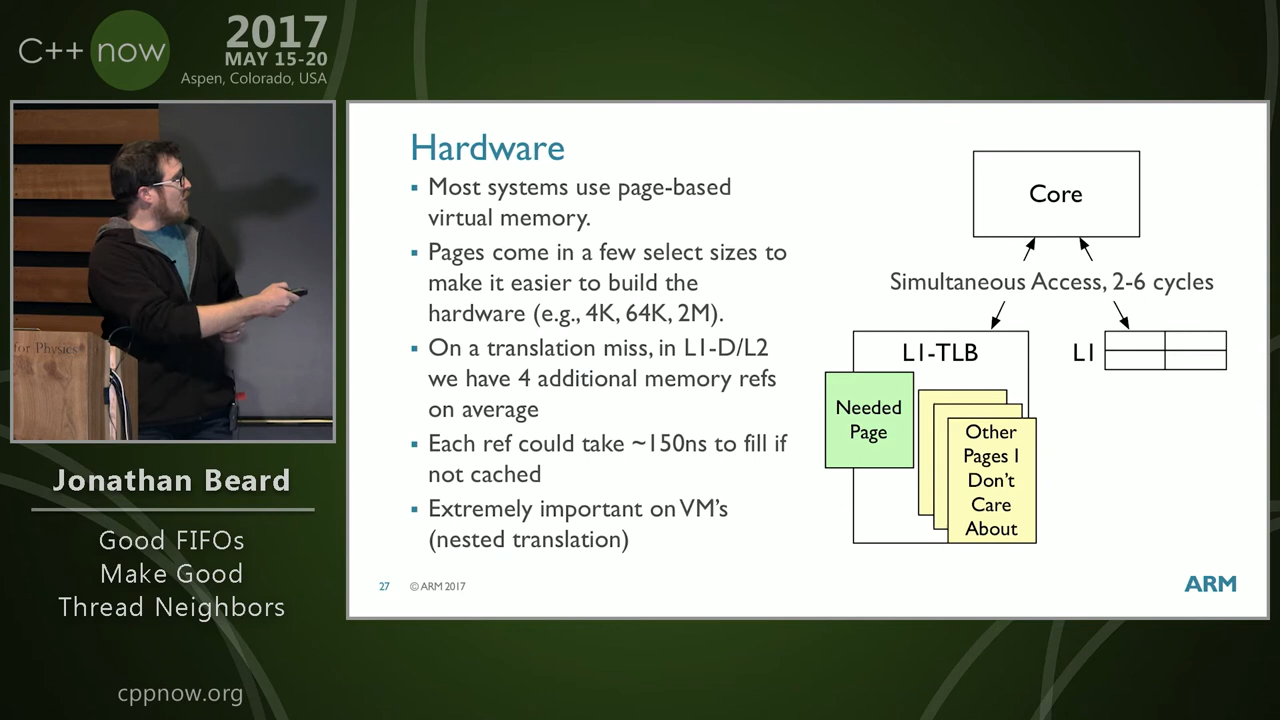 C++ now
2017
MAY 15-20
Aspen, Colorado, USA
for Physics
Jonathan Beard
Good FIFOs
Make Good
Thread Neighbors
cppnow.org
Hardware
▪ Most systems use page-based
virtual memory.
▪ Pages come in a few select sizes to
make it easier to build the
hardware (e.g., 4K, 64K, 2M).
▪ On a translation miss, in L1-D/L2
we have 4 additional memory refs
on average
▪ Each ref could take ~150ns to fill if
not cached
▪ Extremely important on VM's
(nested translation)
Core
Simultaneous Access, 2-6 cycles
L1-TLB
L1
Needed
Page
Other
Pages I
Don't
Care
About
27 © ARM 2017
ARM